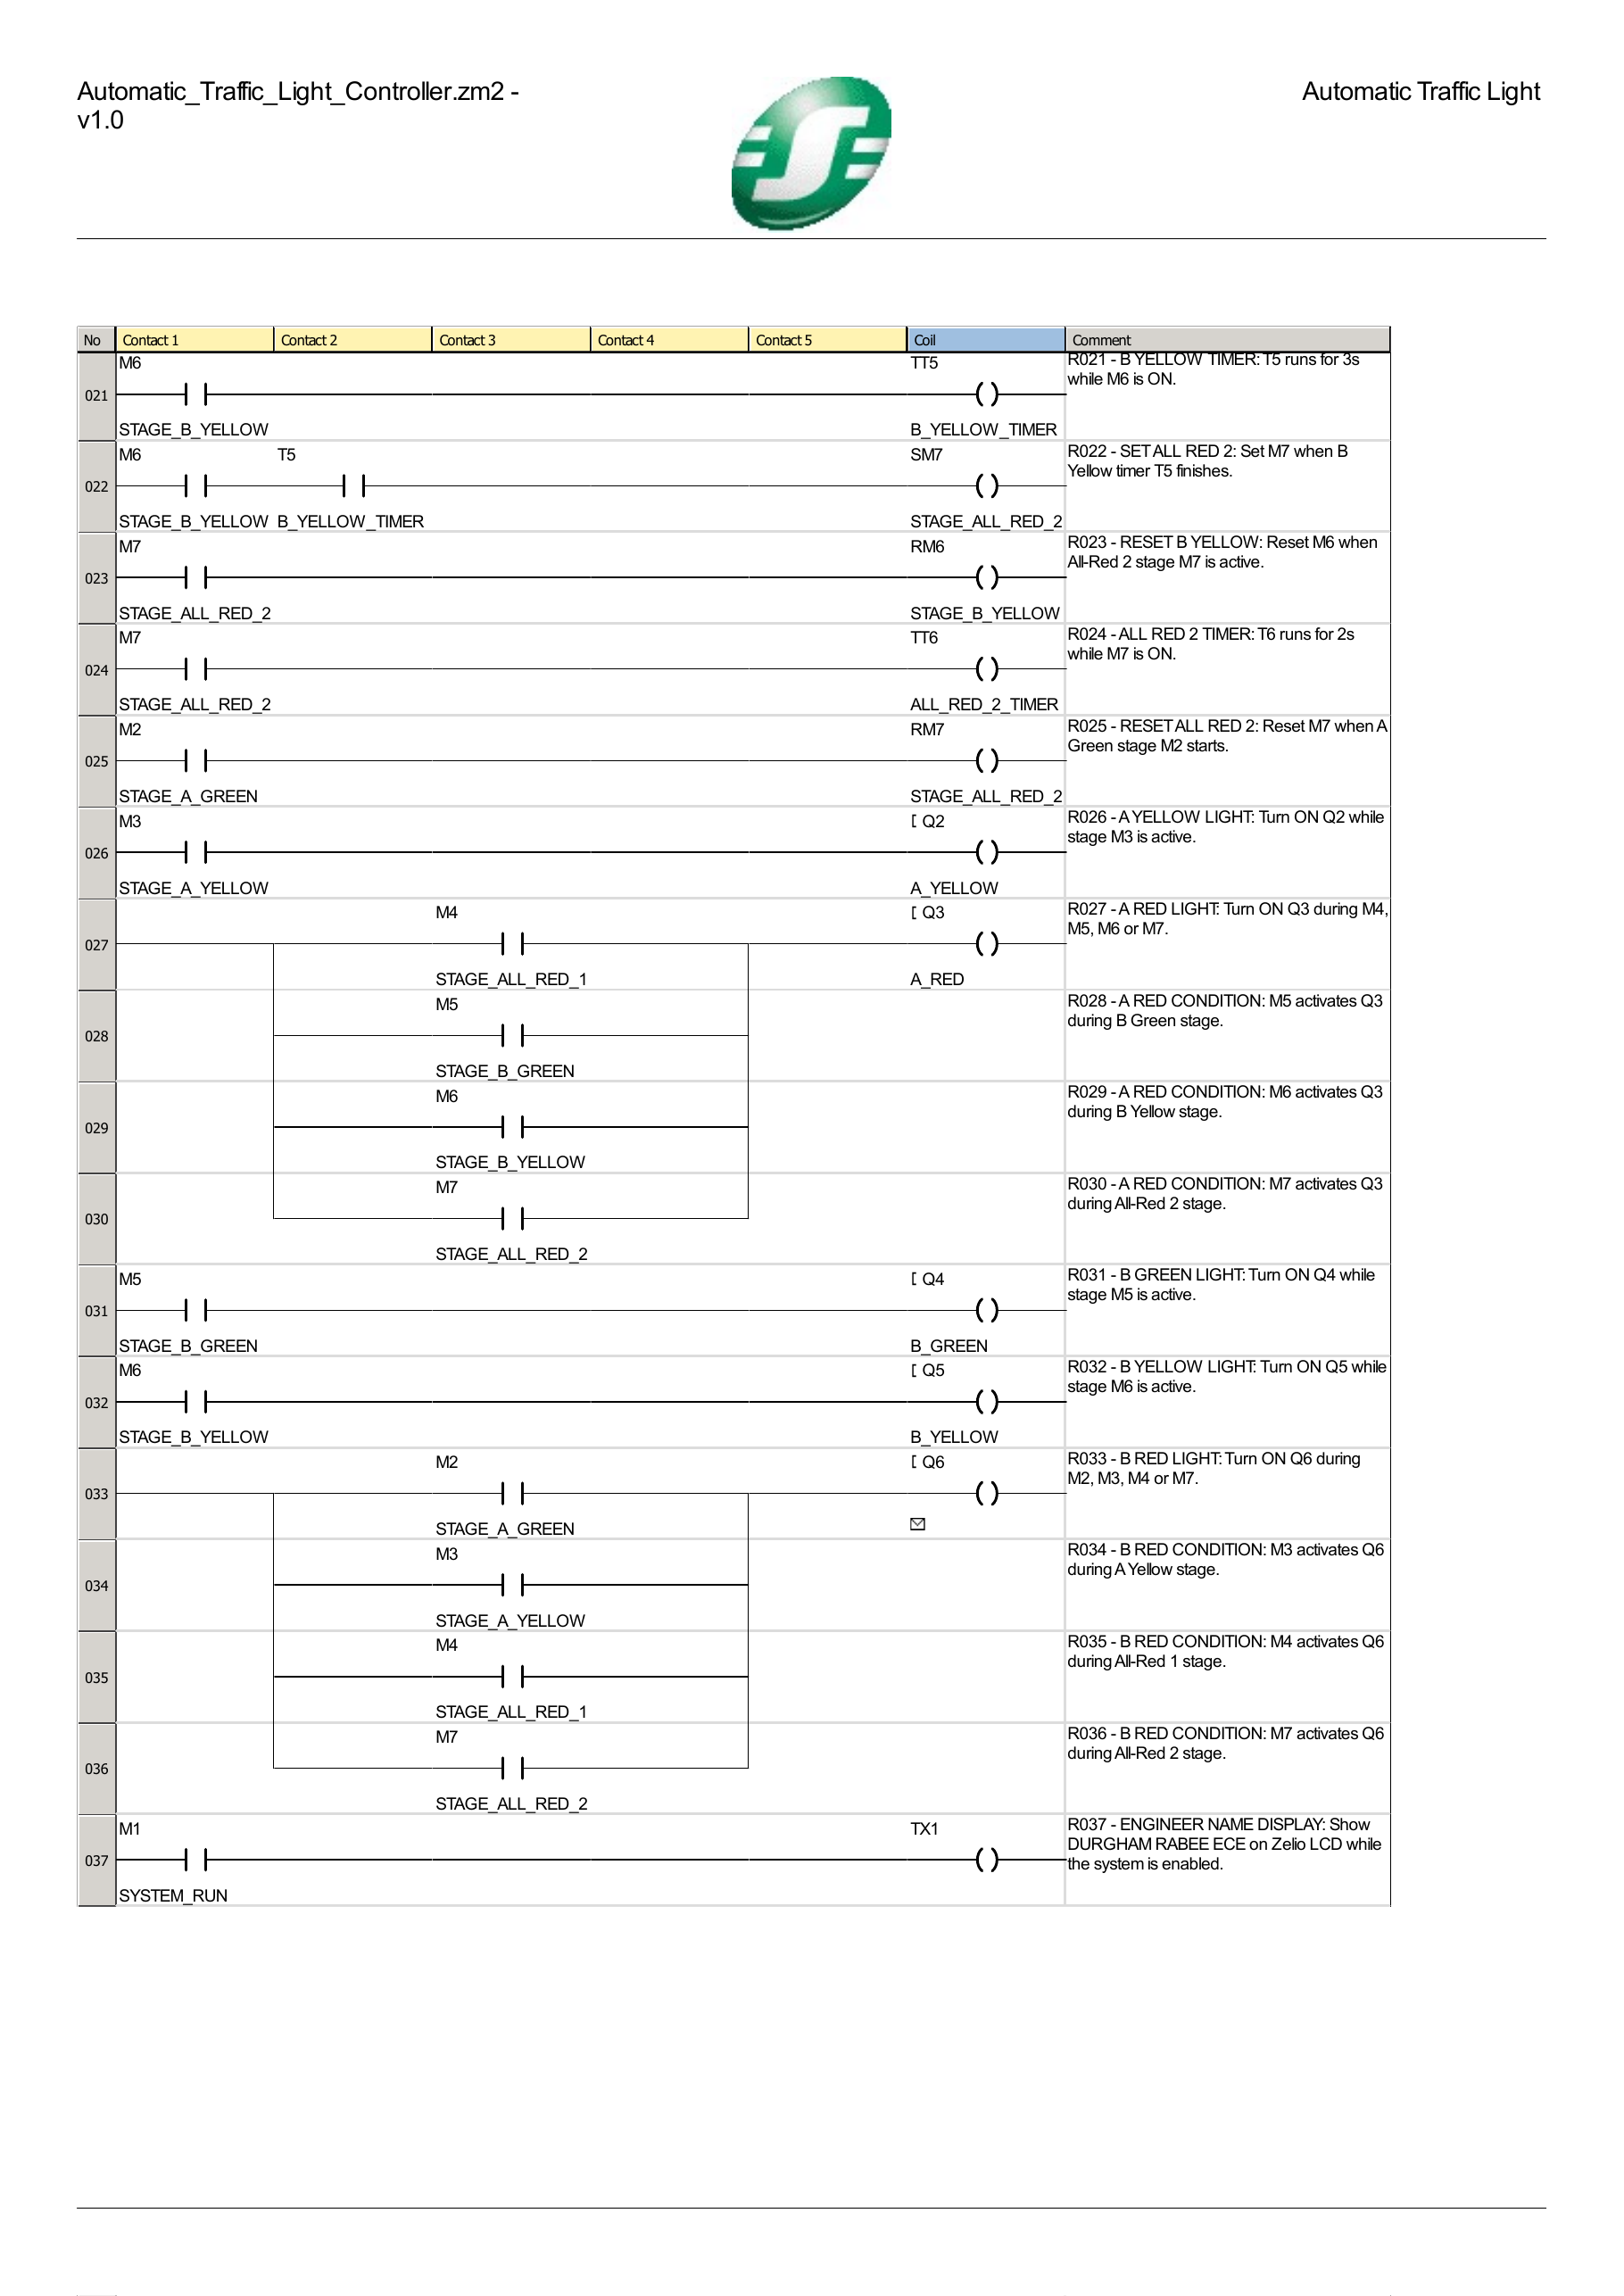 Automatic_Traffic_Light_Controller.zm2 -
v1.0
Automatic Traffic Light
No Contact 1 Contact 2 Contact 3 Contact 4 Contact 5 Coil Comment
M6 TT5 R021 - B YELLOW TIMER: T5 runs for 3s
while M6 is ON.
021
STAGE_B_YELLOW B_YELLOW_TIMER
M6 T5 SM7 R022 - SET ALL RED 2: Set M7 when B
Yellow timer T5 finishes.
022
STAGE_B_YELLOW B_YELLOW_TIMER STAGE_ALL_RED_2
M7 RM6 R023 - RESET B YELLOW: Reset M6 when
All-Red 2 stage M7 is active.
023
STAGE_ALL_RED_2 STAGE_B_YELLOW
M7 TT6 R024 - ALL RED 2 TIMER: T6 runs for 2s
while M7 is ON.
024
STAGE_ALL_RED_2 ALL_RED_2_TIMER
M2 RM7 R025 - RESET ALL RED 2: Reset M7 when A
Green stage M2 starts.
025
STAGE_A_GREEN STAGE_ALL_RED_2
M3 [ Q2 R026 - A YELLOW LIGHT: Turn ON Q2 while
stage M3 is active.
026
STAGE_A_YELLOW A_YELLOW
M4 [ Q3 R027 - A RED LIGHT: Turn ON Q3 during M4,
M5, M6 or M7.
027
STAGE_ALL_RED_1 A_RED
M5 R028 - A RED CONDITION: M5 activates Q3
during B Green stage.
028
STAGE_B_GREEN
M6 R029 - A RED CONDITION: M6 activates Q3
during B Yellow stage.
029
STAGE_B_YELLOW
M7 R030 - A RED CONDITION: M7 activates Q3
during All-Red 2 stage.
030
STAGE_ALL_RED_2
M5 [ Q4 R031 - B GREEN LIGHT: Turn ON Q4 while
stage M5 is active.
031
STAGE_B_GREEN B_GREEN
M6 [ Q5 R032 - B YELLOW LIGHT: Turn ON Q5 while
stage M6 is active.
032
STAGE_B_YELLOW B_YELLOW
M2 [ Q6 R033 - B RED LIGHT: Turn ON Q6 during
M2, M3, M4 or M7.
033
STAGE_A_GREEN
M3 R034 - B RED CONDITION: M3 activates Q6
during A Yellow stage.
034
STAGE_A_YELLOW
M4 R035 - B RED CONDITION: M4 activates Q6
during All-Red 1 stage.
035
STAGE_ALL_RED_1
M7 R036 - B RED CONDITION: M7 activates Q6
during All-Red 2 stage.
036
STAGE_ALL_RED_2
M1 TX1 R037 - ENGINEER NAME DISPLAY: Show
DURGHAM RABEE ECE on Zelio LCD while
037
the system is enabled.
SYSTEM_RUN